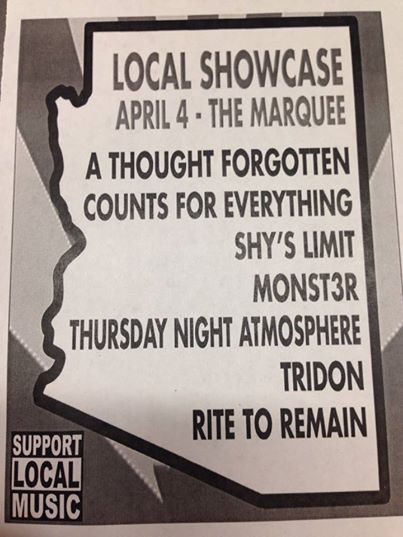 LOCAL SHOWCASE
APRIL 4 - THE MARQUEE
A THOUGHT FORGOTTEN
COUNTS FOR EVERYTHING
SHY'S LIMIT
MONST3R
THURSDAY NIGHT ATMOSPHERE
TRIDON
RITE TO REMAIN
SUPPORT
LOCAL
MUSIC